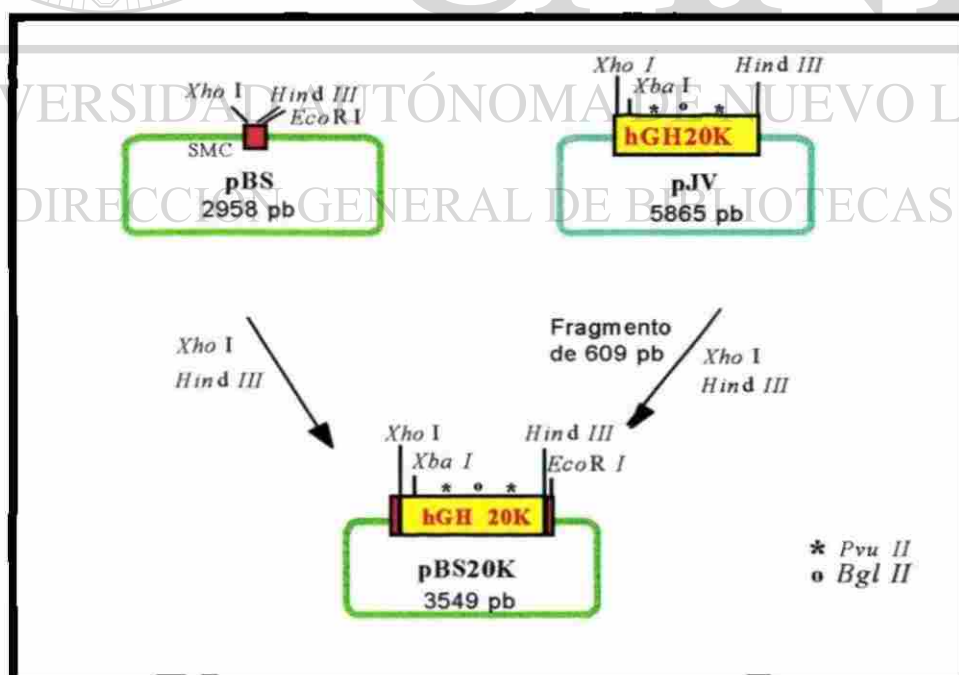 VERSIDAD AUTÓNOMA DE NUEVO L
DIRECCIÓN GENERAL DE BIBLIOTECAS
Xho I
Hind III
EcoR I
SMC
pBS
2958 pb
Xho I
Hind III
Xba I
* o *
hGH20K
pJV
5865 pb
Xho I
Hind III
Fragmento
de 609 pb
Xho I
Hind III
Xho I
Hind III
Xba I
EcoR I
* o *
hGH 20K
pBS20K
3549 pb
* Pvu II
o Bgl II